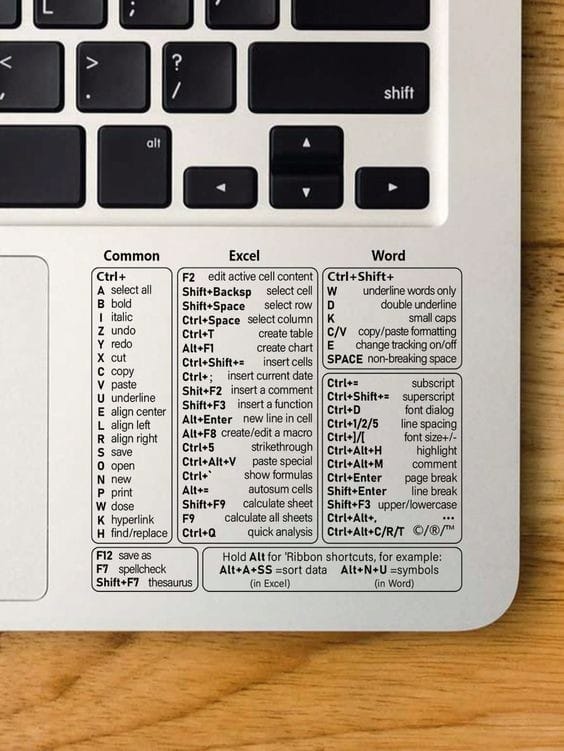 L
:
;
<
,
>
.
?
/
shift
alt
Common
Ctrl+
A select all
B bold
I italic
Z undo
Y redo
X cut
C copy
V paste
U underline
E align center
L align left
R align right
S save
O open
N new
P print
W dose
K hyperlink
H find/replace
F12 save as
F7 spellcheck
Shift+F7 thesaurus
Excel
F2 edit active cell content
Shift+Backsp select cell
Shift+Space select row
Ctrl+Space select column
Ctrl+T create table
Alt+F1 create chart
Ctrl+Shift+= insert cells
Ctrl+; insert current date
Shit+F2 insert a comment
Shift+F3 insert a function
Alt+Enter new line in cell
Alt+F8 create/edit a macro
Ctrl+5 strikethrough
Ctrl+Alt+V paste special
Ctrl+` show formulas
Alt+= autosum cells
Shift+F9 calculate sheet
F9 calculate all sheets
Ctrl+Q quick analysis
Word
Ctrl+Shift+
W underline words only
D double underline
K small caps
C/V copy/paste formatting
E change tracking on/off
SPACE non-breaking space
Ctrl+= subscript
Ctrl+Shift+= superscript
Ctrl+D font dialog
Ctrl+1/2/5 line spacing
Ctrl+]/[ font size+/-
Ctrl+Alt+H highlight
Ctrl+Alt+M comment
Ctrl+Enter page break
Shift+Enter line break
Shift+F3 upper/lowercase
Ctrl+Alt+. ...
Ctrl+Alt+C/R/T ©/®/™
Hold Alt for 'Ribbon shortcuts, for example:
Alt+A+SS =sort data Alt+N+U =symbols
(in Excel) (in Word)